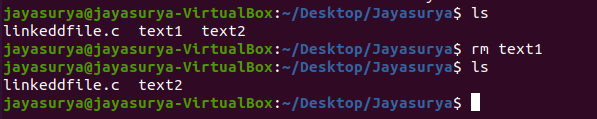 jayasurya@jayasurya-VirtualBox:~/Desktop/Jayasurya$ ls
linkeddfile.c  text1  text2
jayasurya@jayasurya-VirtualBox:~/Desktop/Jayasurya$ rm text1
jayasurya@jayasurya-VirtualBox:~/Desktop/Jayasurya$ ls
linkeddfile.c  text2
jayasurya@jayasurya-VirtualBox:~/Desktop/Jayasurya$